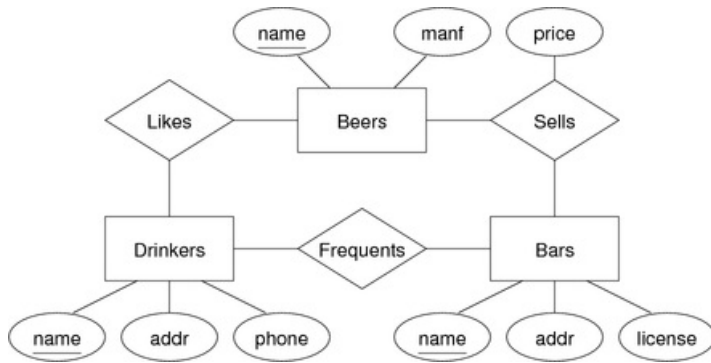 name
manf
price
Likes
Beers
Sells
Drinkers
Frequents
Bars
name
addr
phone
name
addr
license